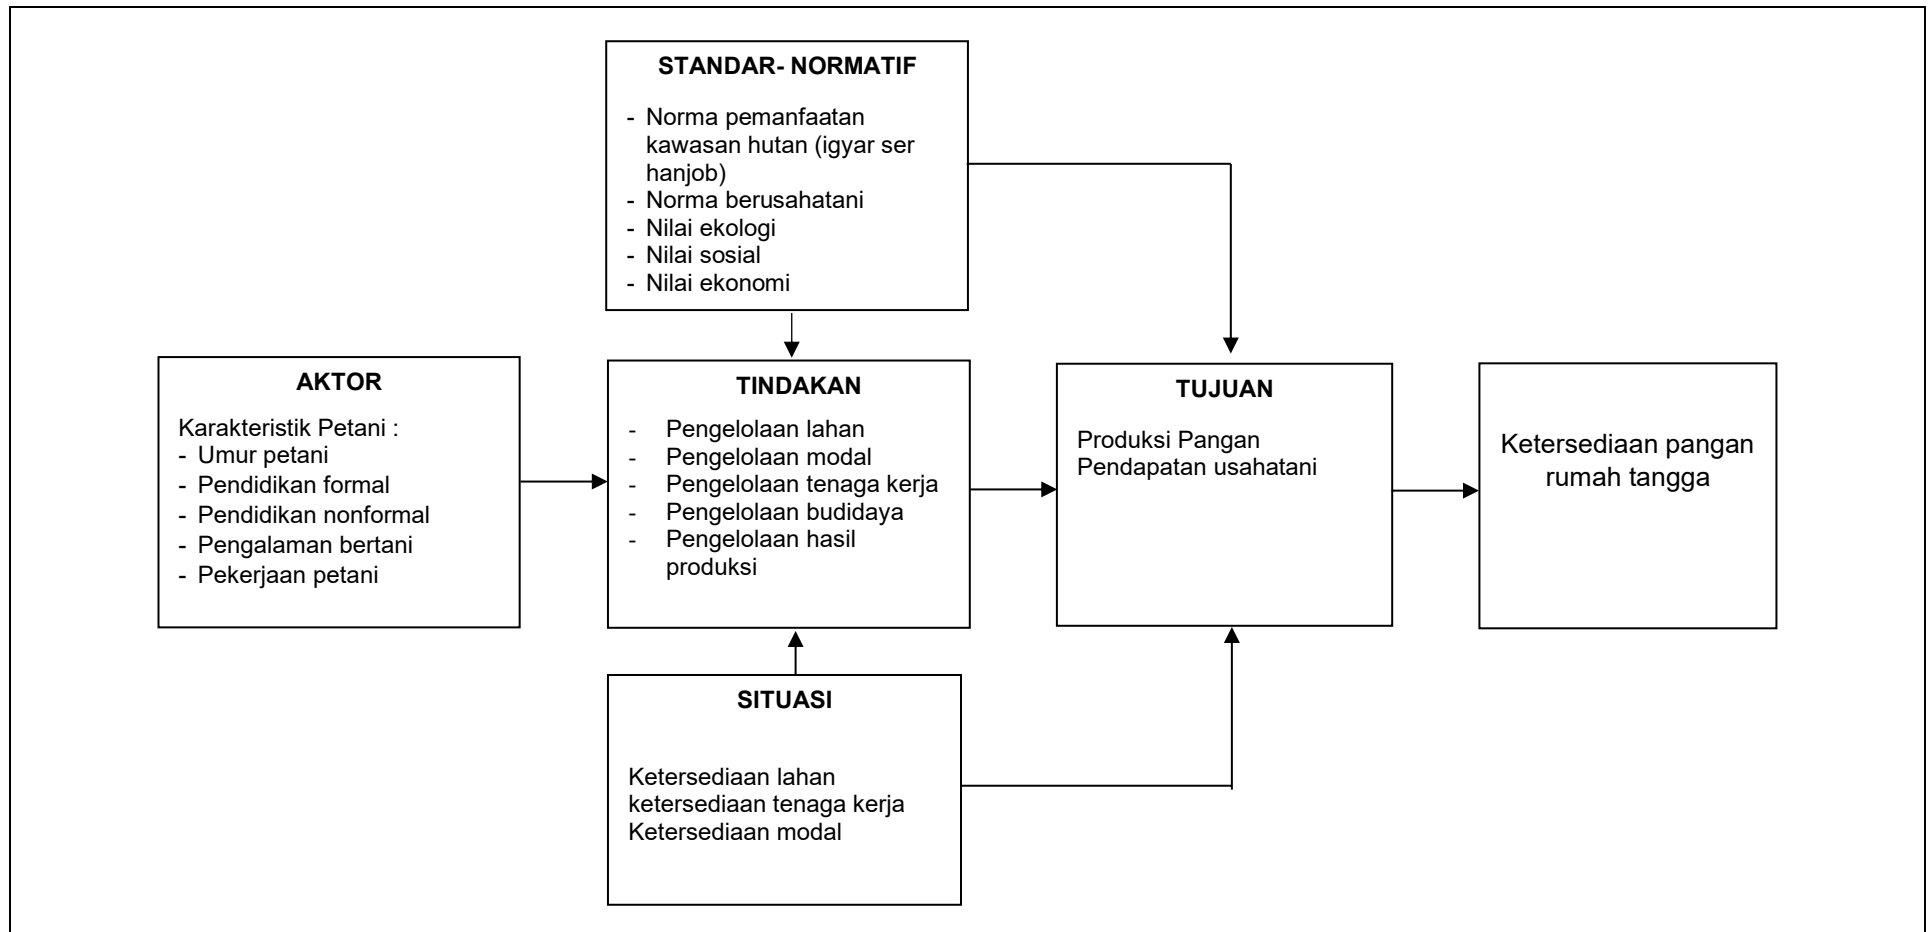 STANDAR- NORMATIF
- Norma pemanfaatan
kawasan hutan (igyar ser
hanjob)
- Norma berusahatani
- Nilai ekologi
- Nilai sosial
- Nilai ekonomi
AKTOR
Karakteristik Petani :
- Umur petani
- Pendidikan formal
- Pendidikan nonformal
- Pengalaman bertani
- Pekerjaan petani
TINDAKAN
- Pengelolaan lahan
- Pengelolaan modal
- Pengelolaan tenaga kerja
- Pengelolaan budidaya
- Pengelolaan hasil
produksi
TUJUAN
Produksi Pangan
Pendapatan usahatani
Ketersediaan pangan
rumah tangga
SITUASI
Ketersediaan lahan
ketersediaan tenaga kerja
Ketersediaan modal